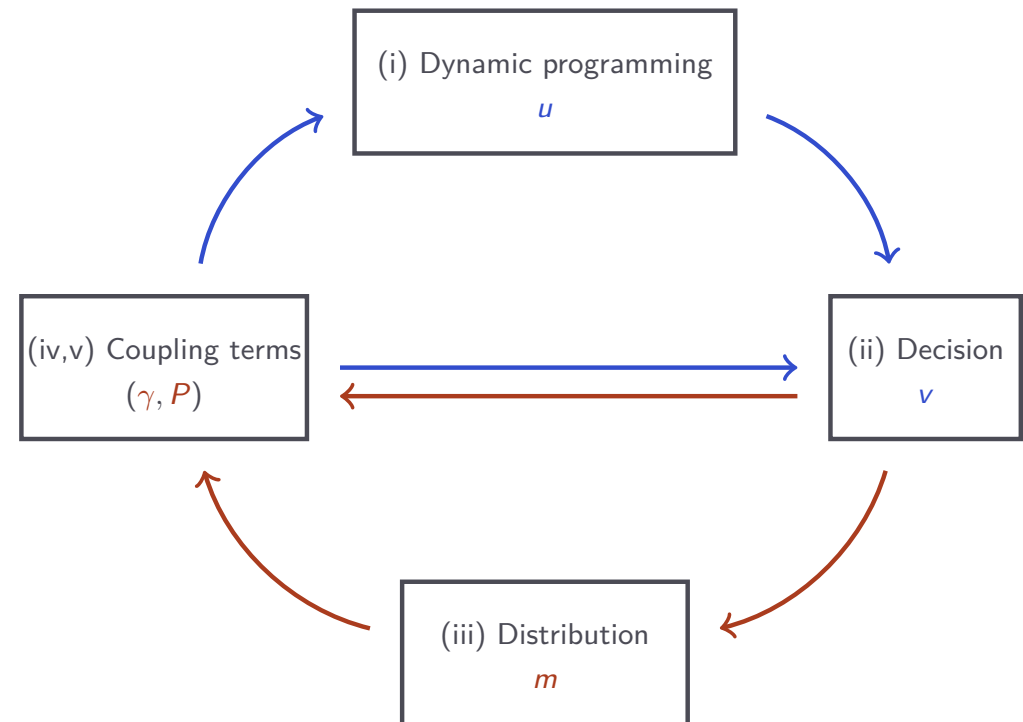 (i) Dynamic programming
u
(iv,v) Coupling terms
(γ, P)
(ii) Decision
v
(iii) Distribution
m